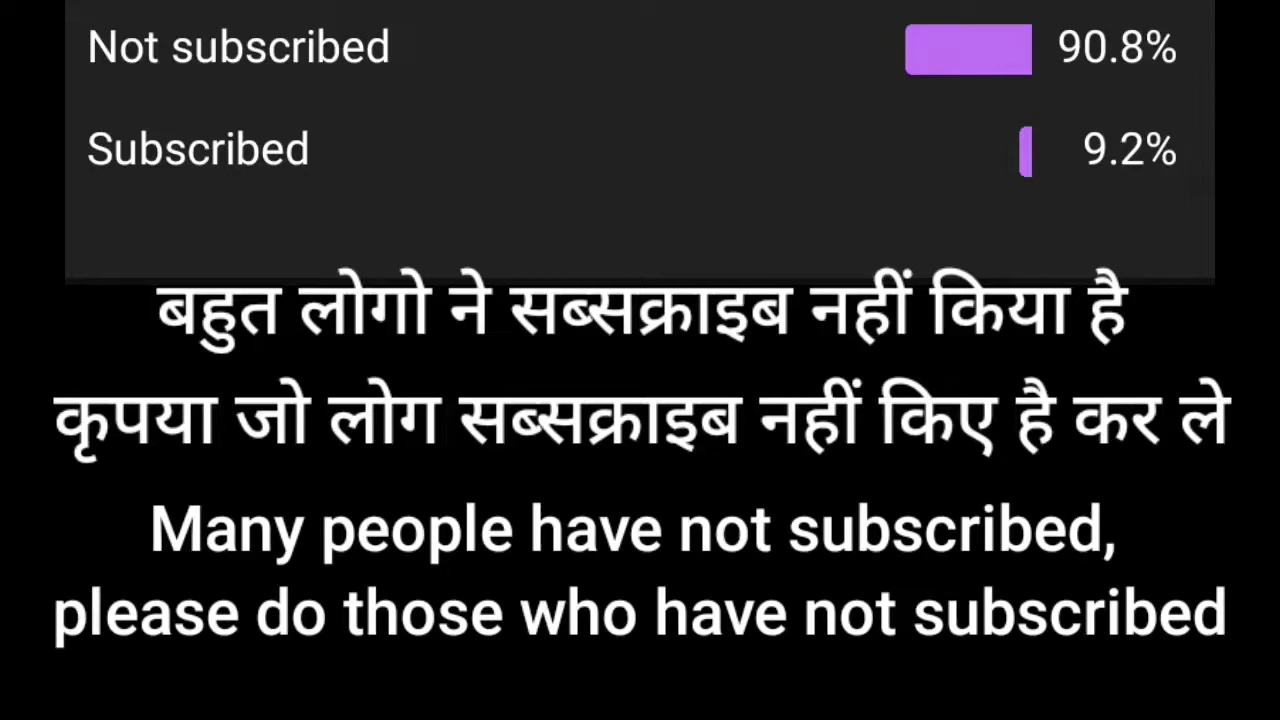 Not subscribed 90.8%
Subscribed 9.2%
बहुत लोगो ने सब्सक्राइब नहीं किया है
कृपया जो लोग सब्सक्राइब नहीं किए है कर ले
Many people have not subscribed,
please do those who have not subscribed